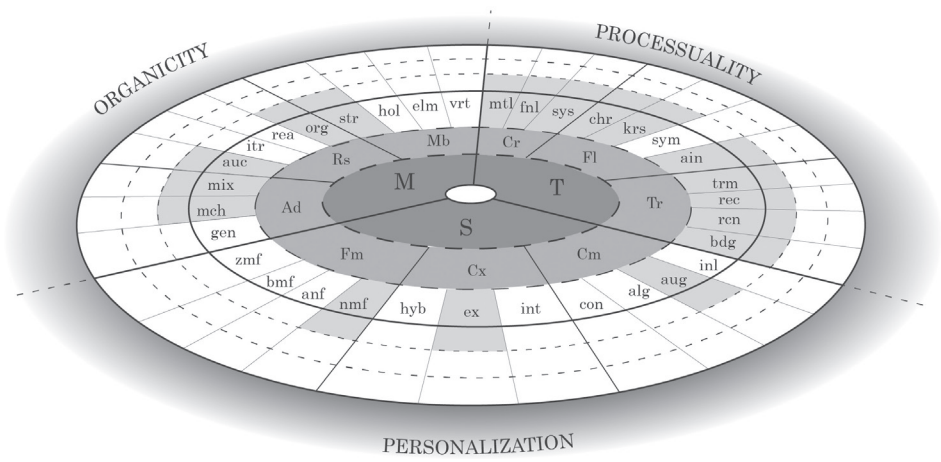 ORGANICITY
PROCESSUALITY
PERSONALIZATION
M
T
S
Rs
Mb
Cr
Fl
Tr
Cm
Cx
Fm
Ad
gen
mch
mix
auc
itr
rea
org
str
hol
elm
vrt
mtl
fnl
sys
chr
krs
sym
ain
trm
rec
rcn
bdg
inl
aug
alg
con
int
ex
hyb
nmf
anf
bmf
zmf